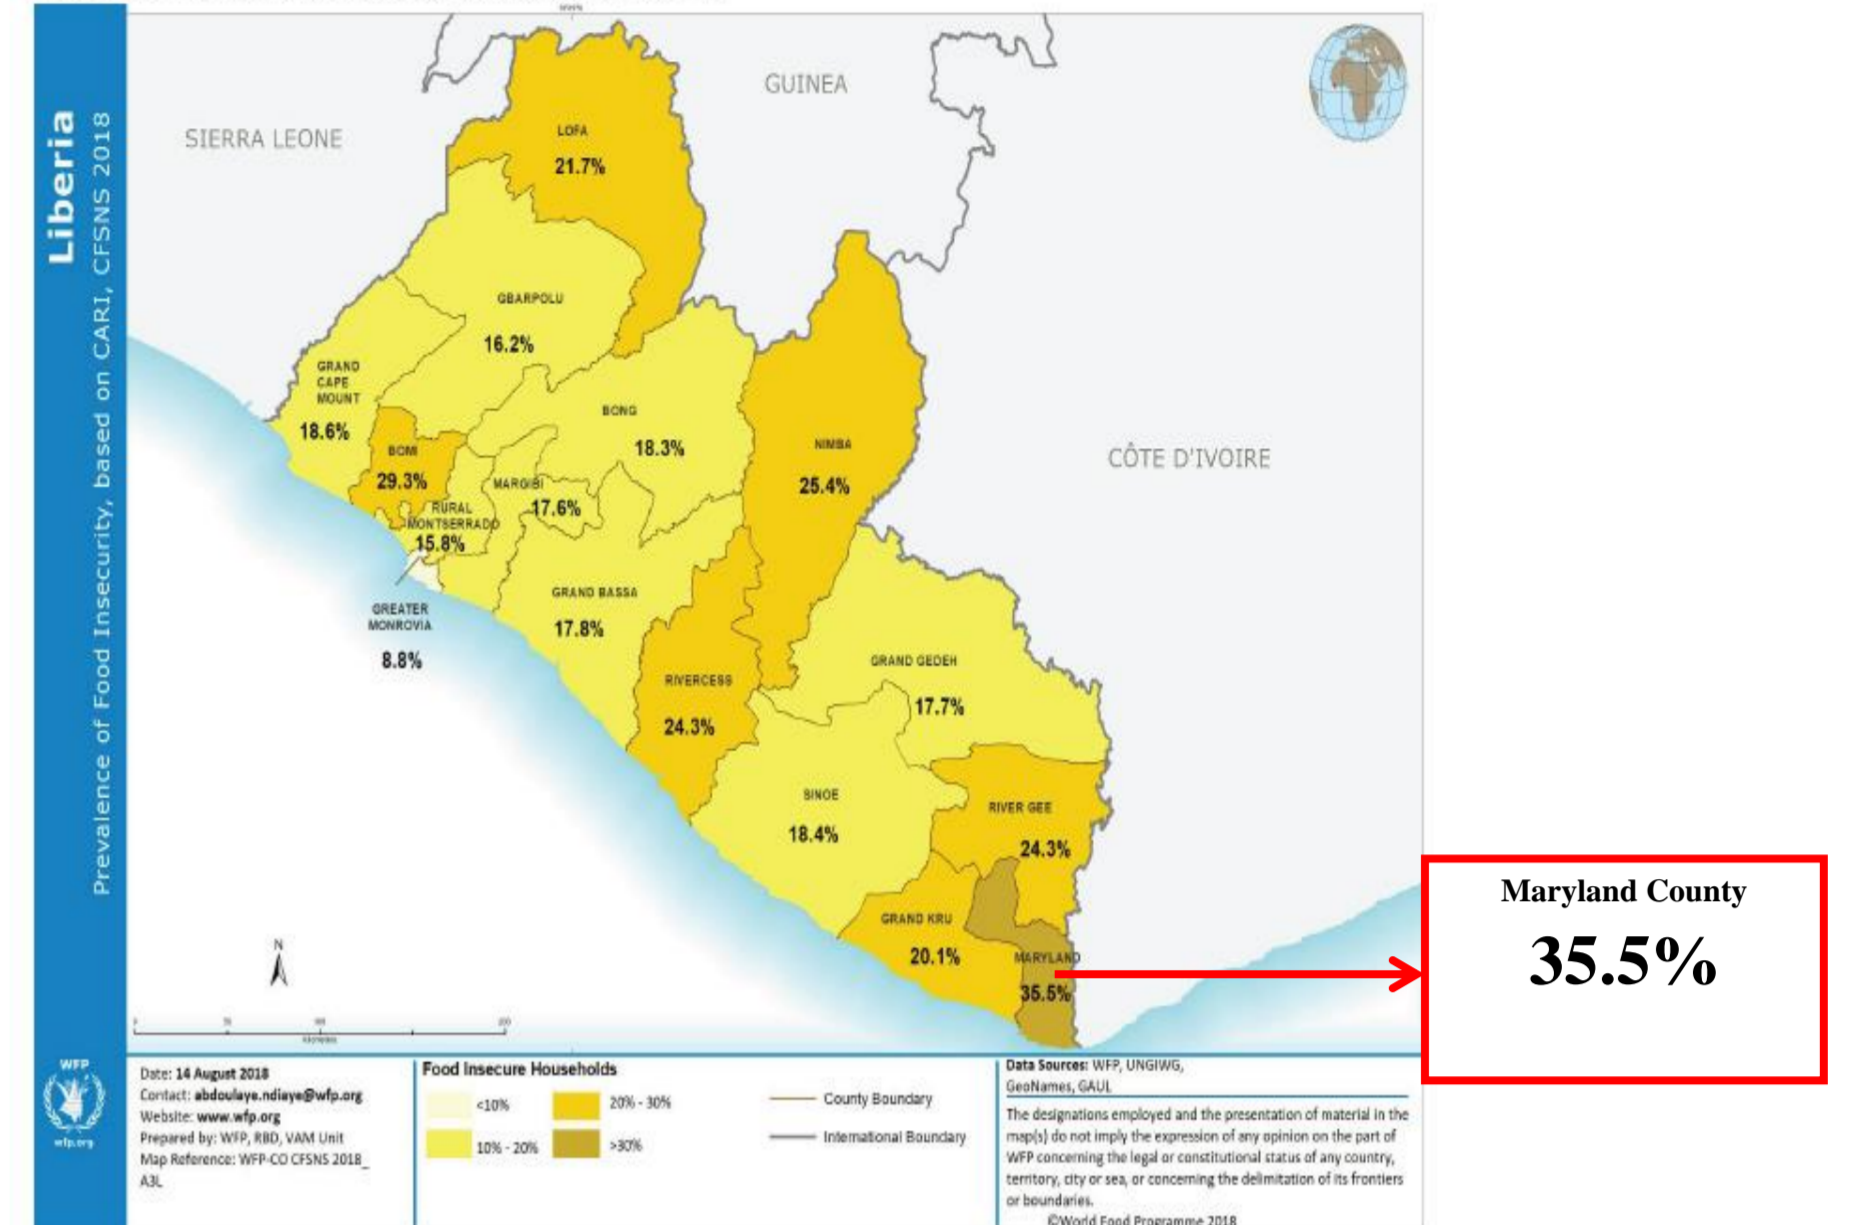 Liberia
Prevalence of Food Insecurity, based on CARI, CFSNS 2018
SIERRA LEONE
GUINEA
CÔTE D'IVOIRE
LOFA
21.7%
GBARPOLU
16.2%
GRAND
CAPE
MOUNT
18.6%
BONG
18.3%
BOMI
29.3%
NIMBA
25.4%
MARGIBI
17.6%
RURAL
MONTSERRADO
15.8%
GRAND BASSA
17.8%
GREATER
MONROVIA
8.8%
RIVERCESS
24.3%
GRAND GEDEH
17.7%
SINOE
18.4%
RIVER GEE
24.3%
GRAND KRU
20.1%
MARYLAND
35.5%
Maryland County
35.5%
N
WFP
wfp.org
Date: 14 August 2018
Contact: abdoulaye.ndiaye@wfp.org
Website: www.wfp.org
Prepared by: WFP, RBD, VAM Unit
Map Reference: WFP-CO CFSNS 2018_
A3L
Food Insecure Households
<10%
20% - 30%
10% - 20%
>30%
County Boundary
International Boundary
Data Sources: WFP, UNGIWG,
GeoNames, GAUL
The designations employed and the presentation of material in the
map(s) do not imply the expression of any opinion on the part of
WFP concerning the legal or constitutional status of any country,
territory, city or sea, or concerning the delimitation of its frontiers
or boundaries.
©World Food Programme 2018